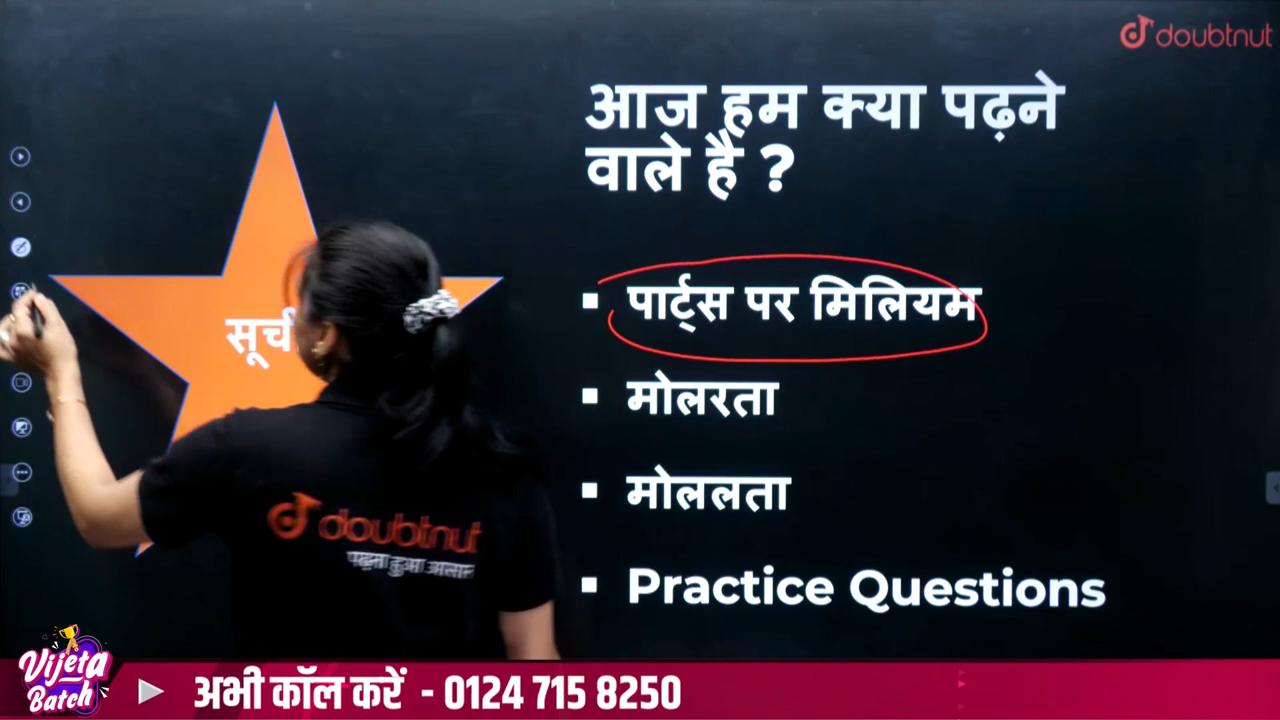 doubtnut
आज हम क्या पढ़ने
वाले है ?
पार्ट्स पर मिलियम
मोलरता
मोललता
Practice Questions
doubtnut
पढ़ना हुआ आसान
Vijeta
Batch
अभी कॉल करें - 0124 715 8250